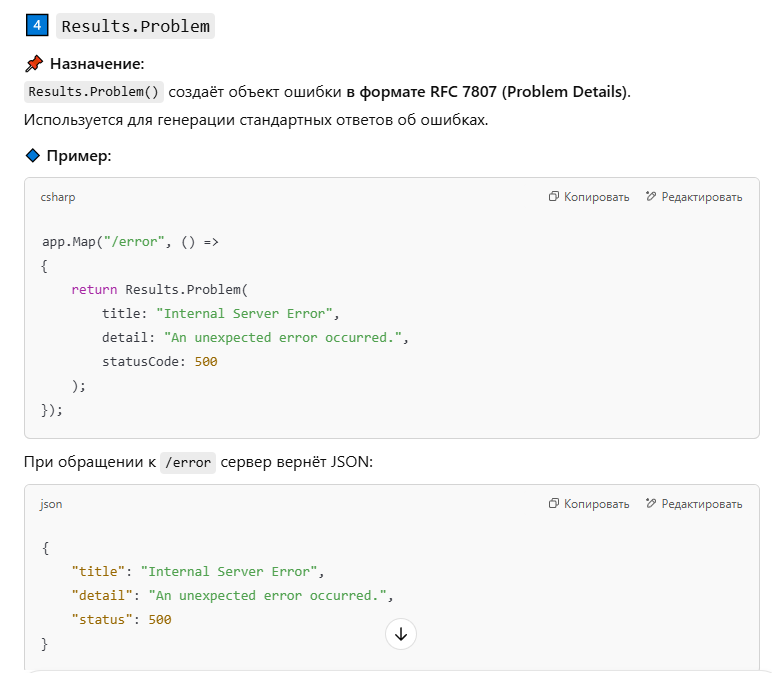 4 Results.Problem
Назначение:
Results.Problem() создаёт объект ошибки в формате RFC 7807 (Problem Details).
Используется для генерации стандартных ответов об ошибках.
Пример:
csharp Копировать Редактировать
app.Map("/error", () =>
{
    return Results.Problem(
        title: "Internal Server Error",
        detail: "An unexpected error occurred.",
        statusCode: 500
    );
});
При обращении к /error сервер вернёт JSON:
json Копировать Редактировать
{
    "title": "Internal Server Error",
    "detail": "An unexpected error occurred.",
    "status": 500
}